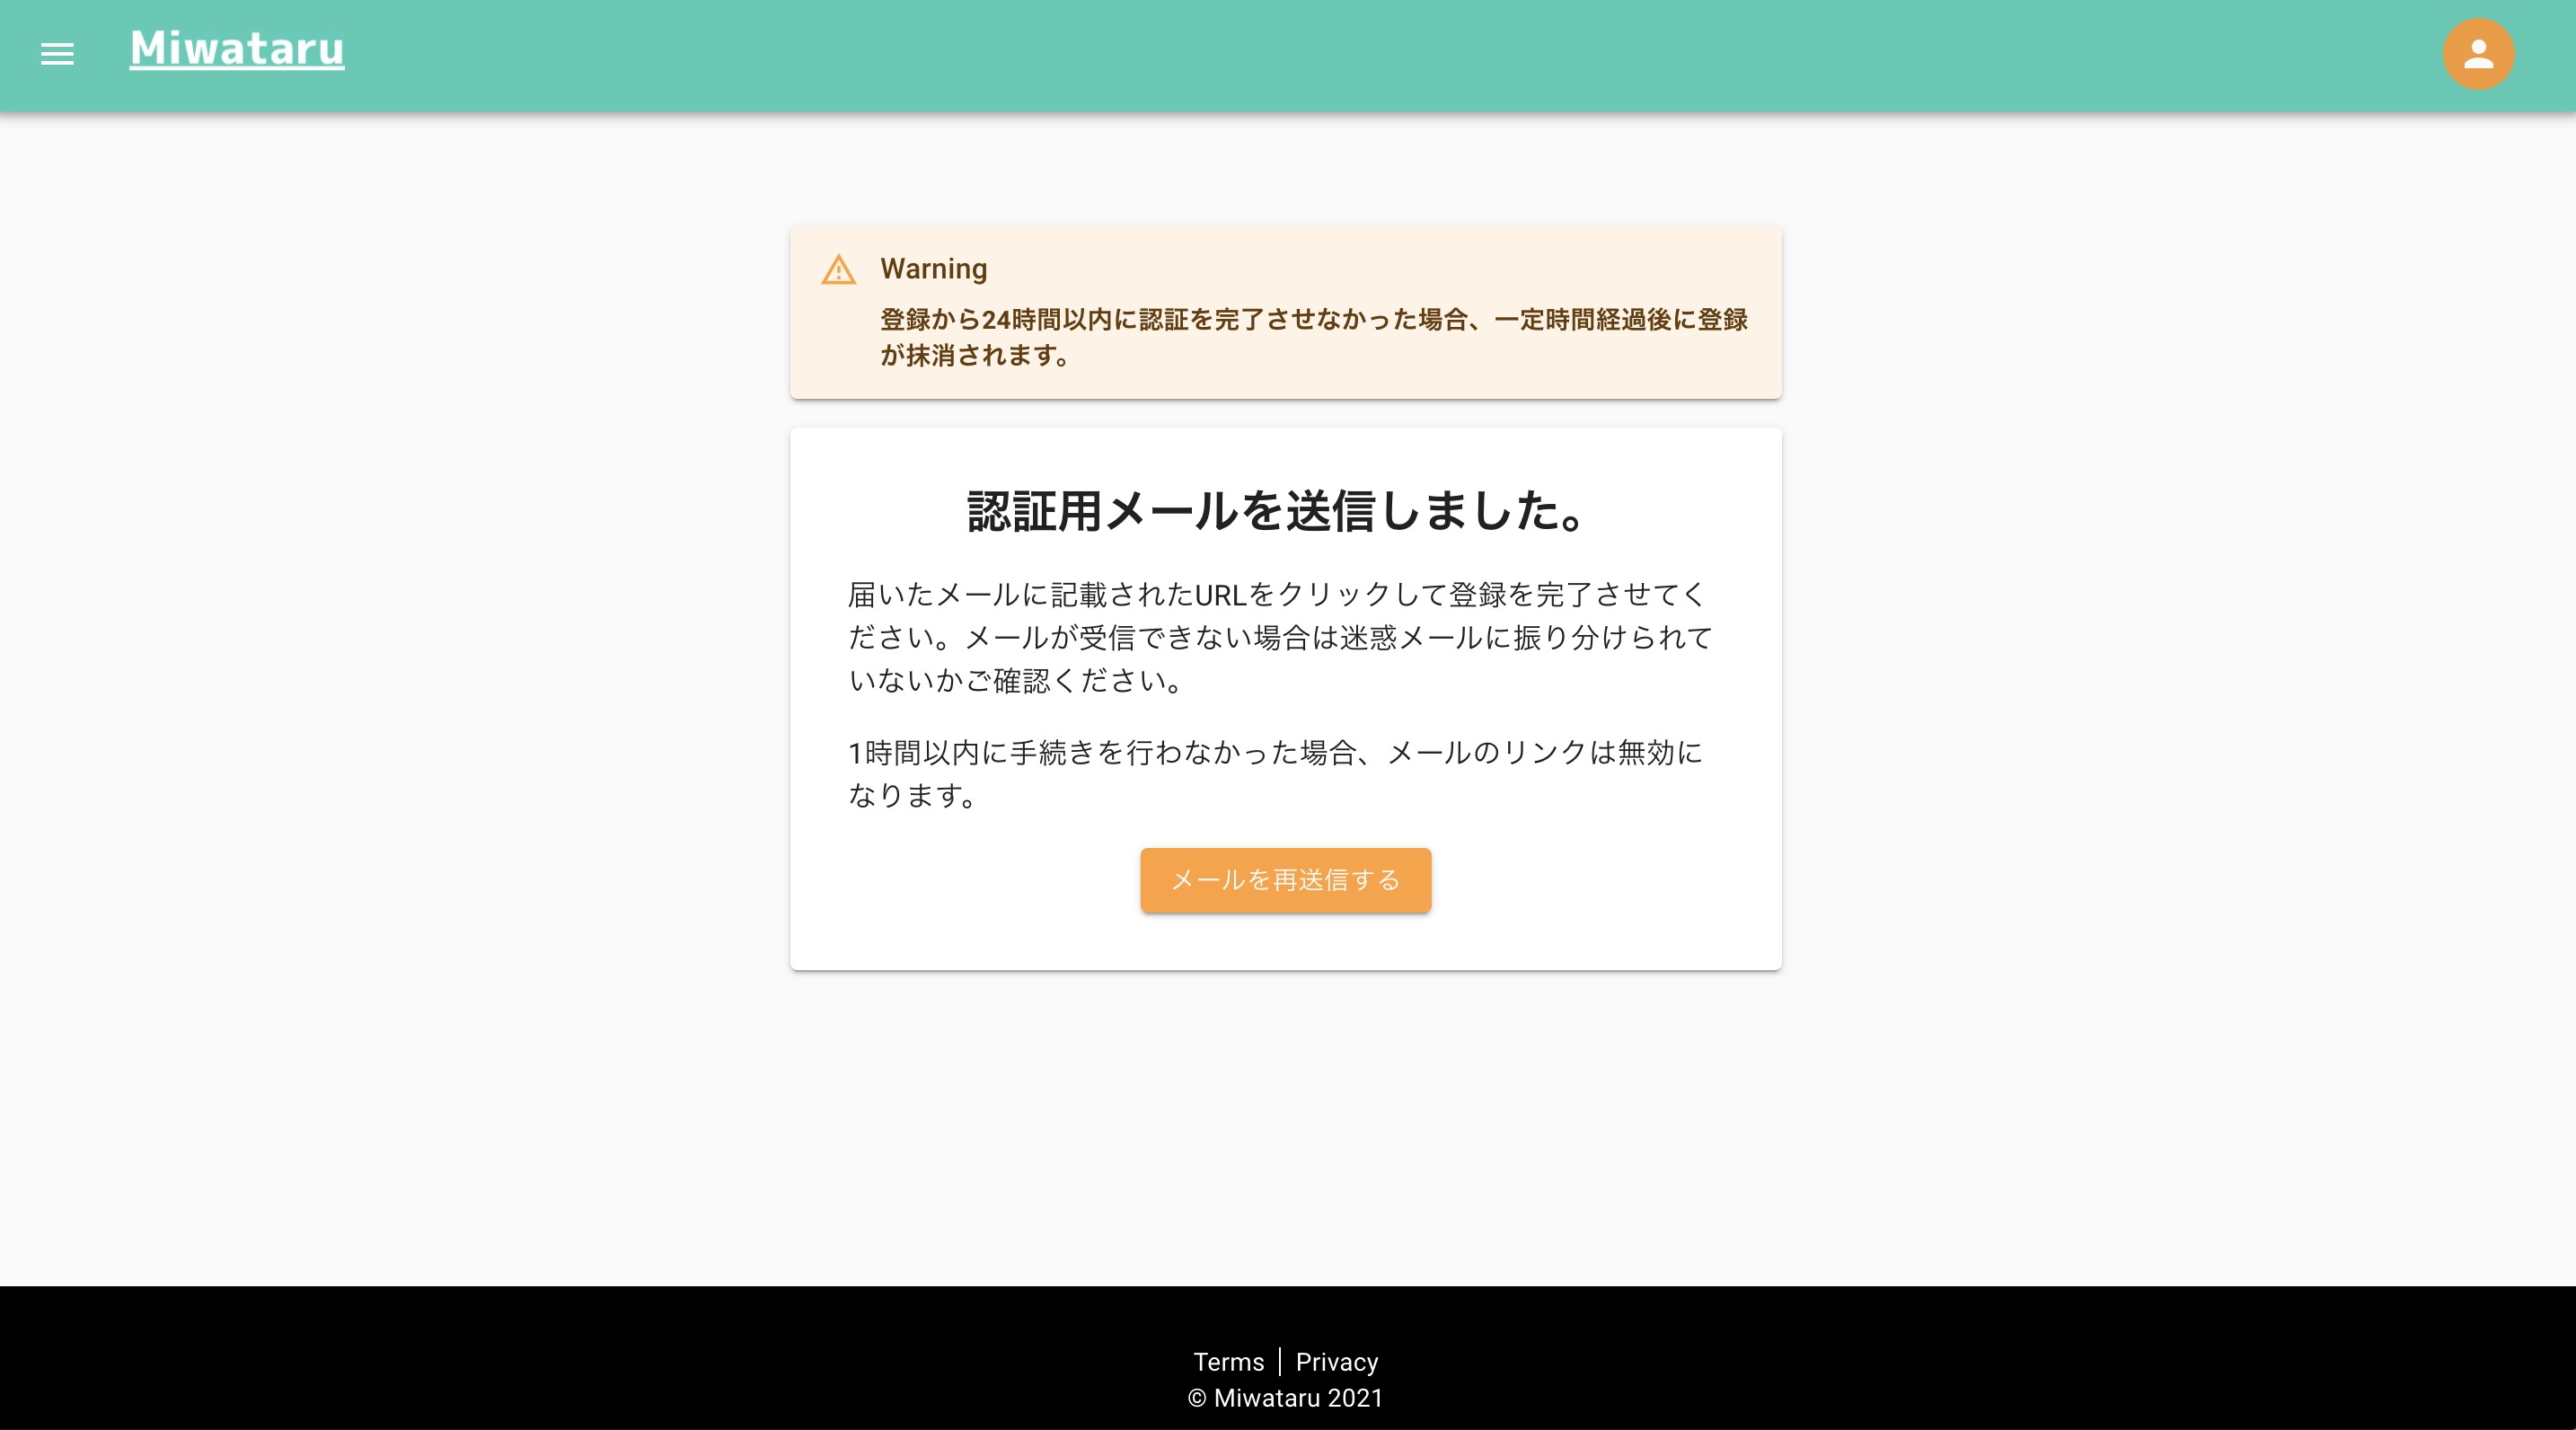 Miwataru
Warning
登録から24時間以内に認証を完了させなかった場合、一定時間経過後に登録
が抹消されます。
認証用メールを送信しました。
届いたメールに記載されたURLをクリックして登録を完了させてく
ださい。メールが受信できない場合は迷惑メールに振り分けられて
いないかご確認ください。
1時間以内に手続きを行わなかった場合、メールのリンクは無効に
なります。
メールを再送信する
Terms | Privacy
© Miwataru 2021